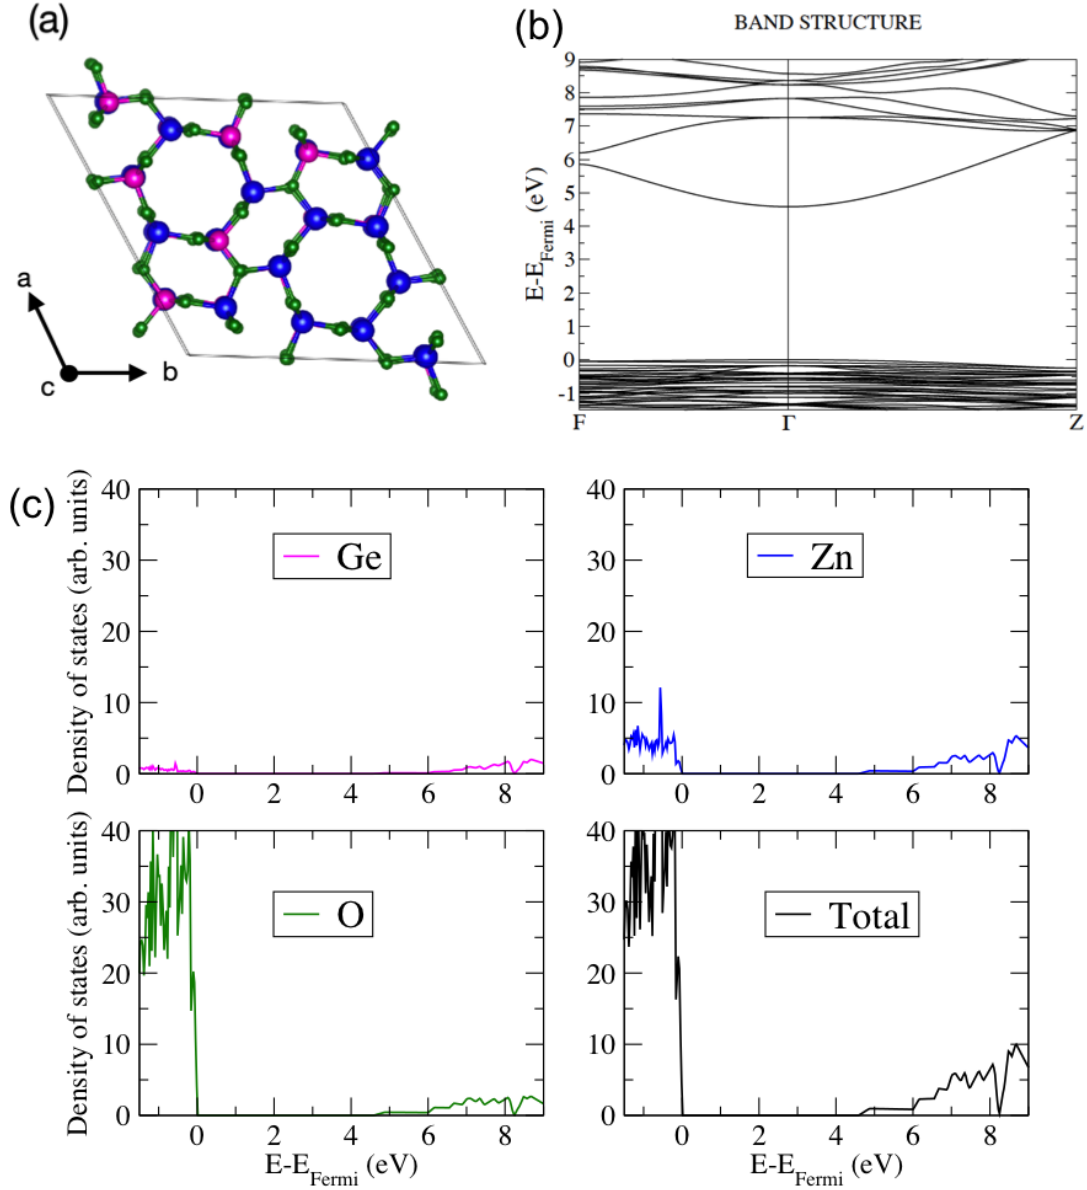 (a)
a
b
c
(b)
BAND STRUCTURE
E-E_Fermi (eV)
9
8
7
6
5
4
3
2
1
0
-1
F
Γ
Z
(c)
Density of states (arb. units)
40
30
20
10
0
Ge
0 2 4 6 8
40
30
20
10
0
Zn
0 2 4 6 8
Density of states (arb. units)
40
30
20
10
0
O
0 2 4 6 8
E-E_Fermi (eV)
40
30
20
10
0
Total
0 2 4 6 8
E-E_Fermi (eV)